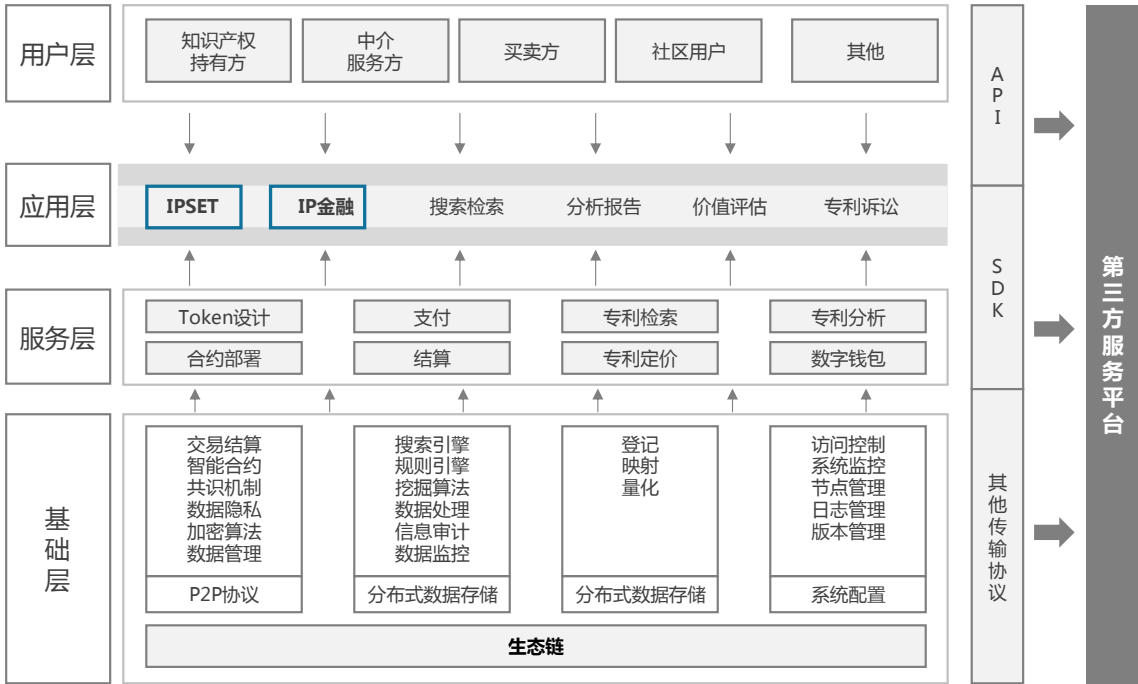 用户层
知识产权
持有方
中介
服务方
买卖方
社区用户
其他
应用层
IPSET
IP金融
搜索检索
分析报告
价值评估
专利诉讼
服务层
Token设计
支付
专利检索
专利分析
合约部署
结算
专利定价
数字钱包
基
础
层
交易结算
智能合约
共识机制
数据隐私
加密算法
数据管理
P2P协议
搜索引擎
规则引擎
挖掘算法
数据处理
信息审计
数据监控
分布式数据存储
登记
映射
量化
分布式数据存储
访问控制
系统监控
节点管理
日志管理
版本管理
系统配置
生态链
A
P
I
S
D
K
其
他
传
输
协
议
第
三
方
服
务
平
台